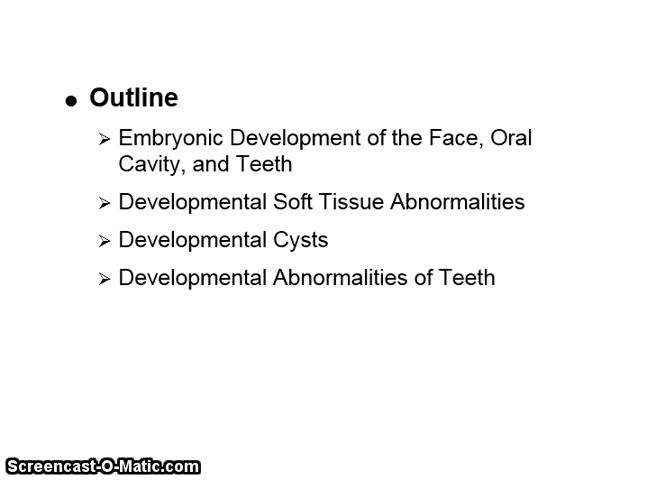 ● Outline
➢ Embryonic Development of the Face, Oral
Cavity, and Teeth
➢ Developmental Soft Tissue Abnormalities
➢ Developmental Cysts
➢ Developmental Abnormalities of Teeth
Screencast-O-Matic.com